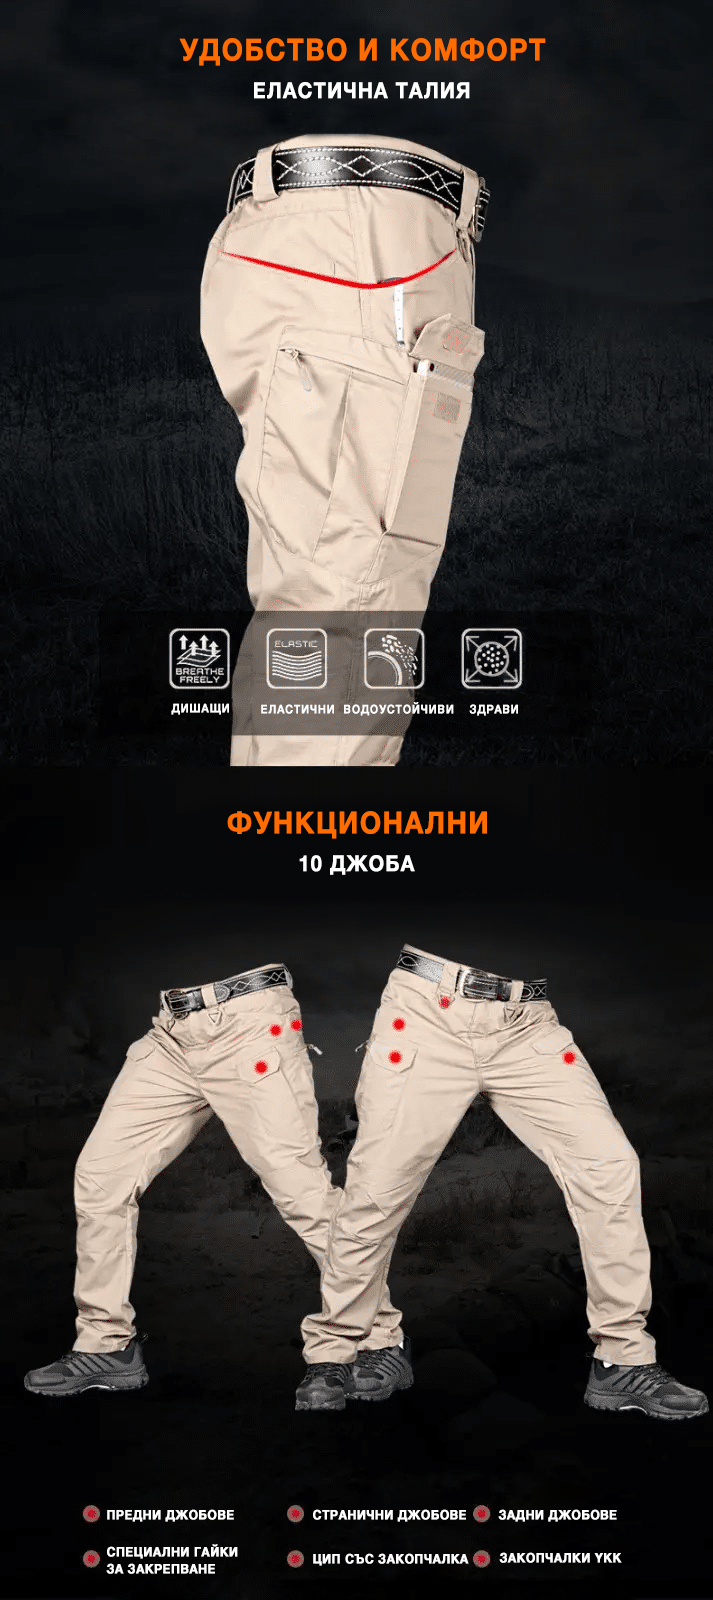 УДОБСТВО И КОМФОРТ
ЕЛАСТИЧНА ТАЛИЯ
BREATHE
FREELY
ELASTIC
ДИШАЩИ
ЕЛАСТИЧНИ
ВОДОУСТОЙЧИВИ
ЗДРАВИ
ФУНКЦИОНАЛНИ
10 ДЖОБА
ПРЕДНИ ДЖОБОВЕ
СТРАНИЧНИ ДЖОБОВЕ
ЗАДНИ ДЖОБОВЕ
СПЕЦИАЛНИ ГАЙКИ
ЗА ЗАКРЕПВАНЕ
ЦИП СЪС ЗАКОПЧАЛКА
ЗАКОПЧАЛКИ YKK